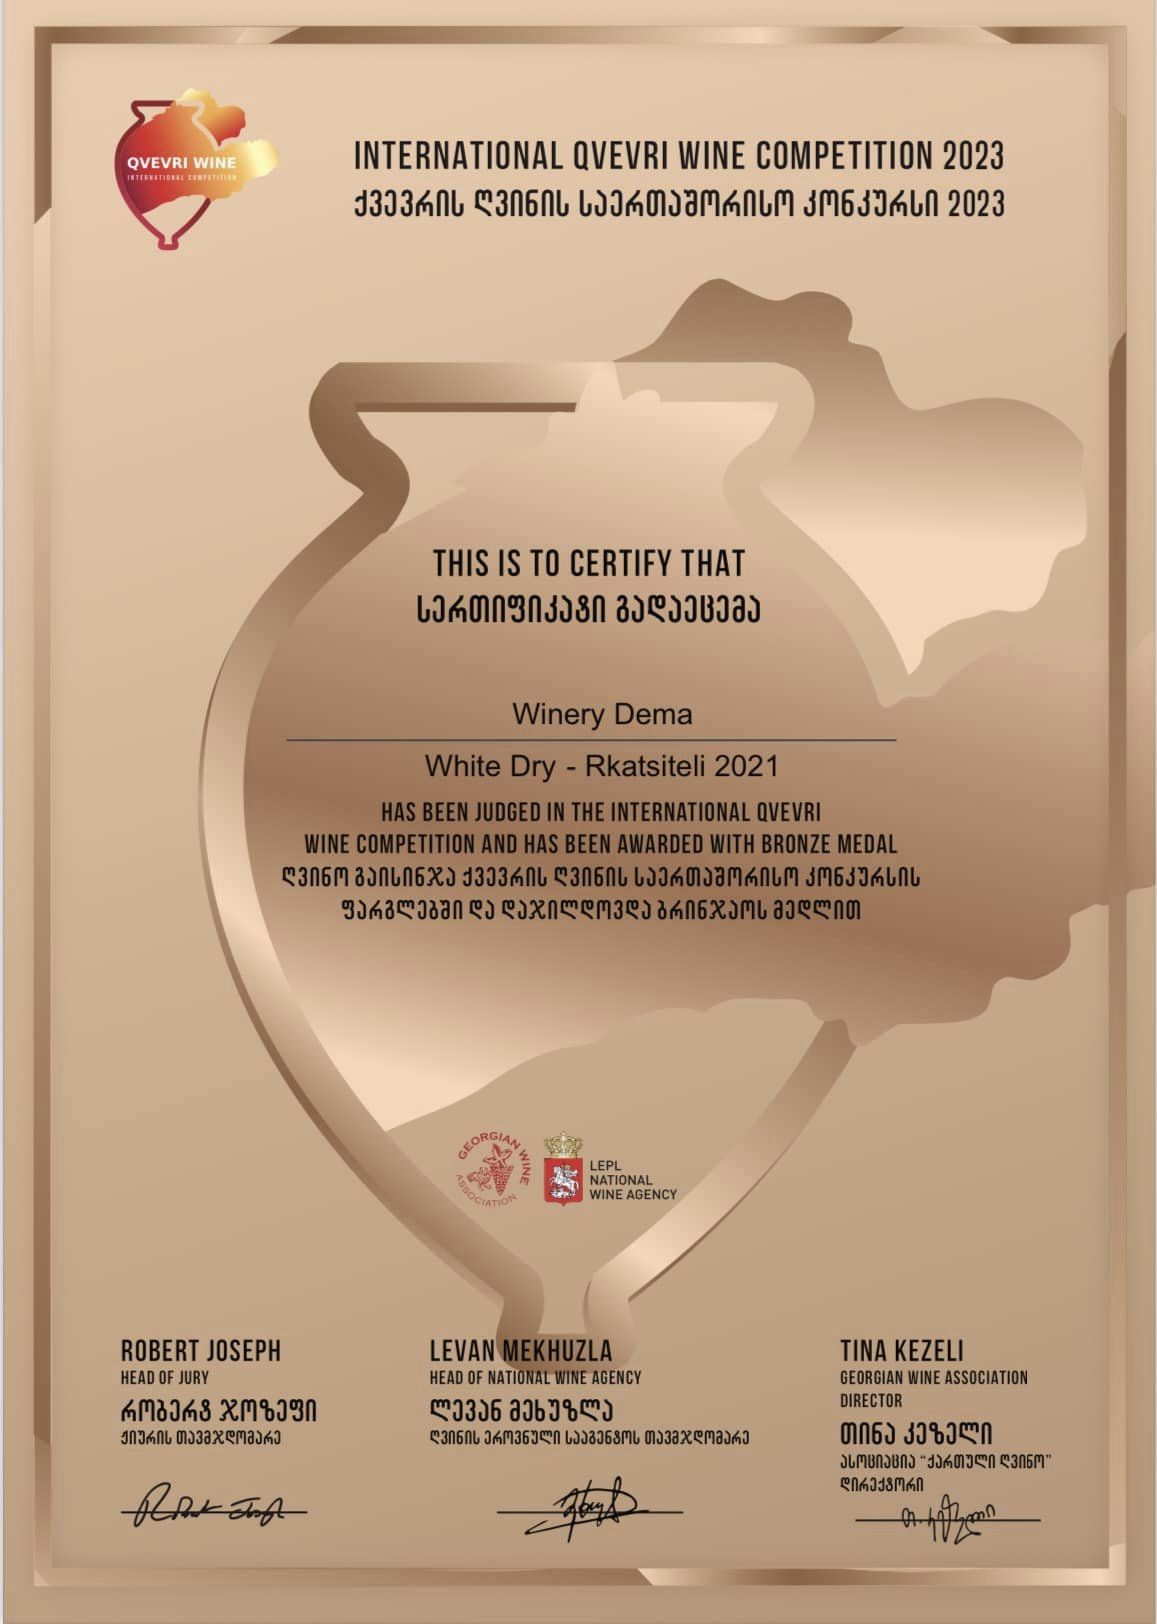 QVEVRI WINE
INTERNATIONAL COMPETITION
INTERNATIONAL QVEVRI WINE COMPETITION 2023
ქვევრის ღვინის საერთაშორისო კონკურსი 2023
THIS IS TO CERTIFY THAT
სერთიფიკატი გადაეცემა
Winery Dema
White Dry - Rkatsiteli 2021
HAS BEEN JUDGED IN THE INTERNATIONAL QVEVRI
WINE COMPETITION AND HAS BEEN AWARDED WITH BRONZE MEDAL
ღვინო გაისინჯა ქვევრის ღვინის საერთაშორისო კონკურსის
ფარგლებში და დაჯილდოვდა ბრინჯაოს მედლით
GEORGIAN WINE
ASSOCIATION
LEPL
NATIONAL
WINE AGENCY
ROBERT JOSEPH
HEAD OF JURY
რობერტ ჯოზეფი
ჟიურის თავმჯდომარე
LEVAN MEKHUZLA
HEAD OF NATIONAL WINE AGENCY
ლევან მეხუზლა
ღვინის ეროვნული სააგენტოს თავმჯდომარე
TINA KEZELI
GEORGIAN WINE ASSOCIATION
DIRECTOR
თინა კეზელი
ასოციაცია “ქართული ღვინო”
დირექტორი